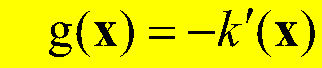 g(x) = −k′(x)